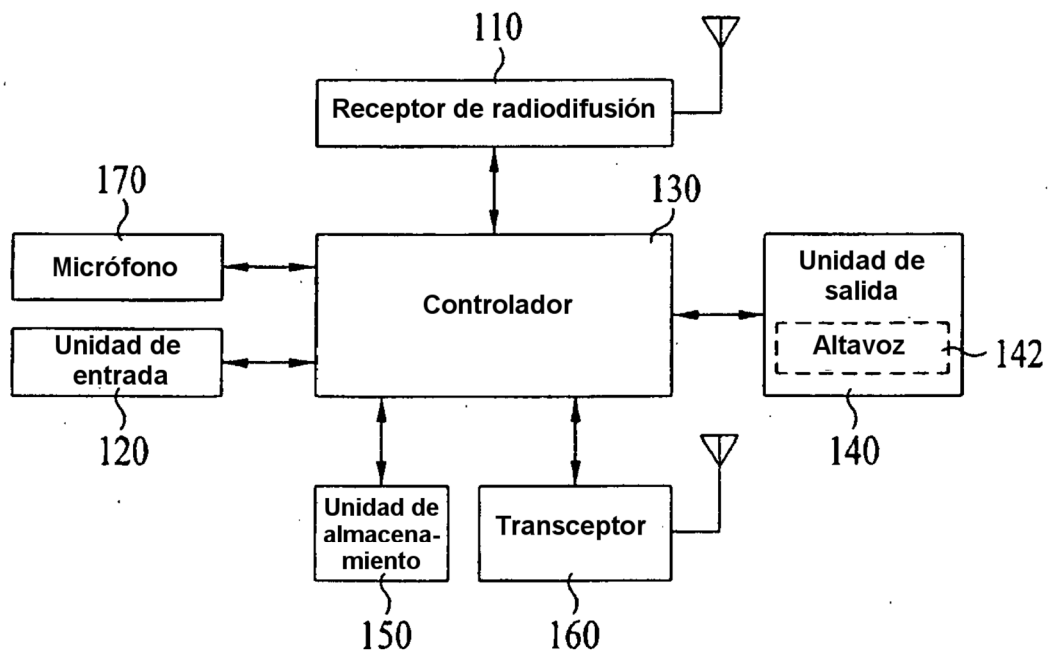 110
Receptor de radiodifusión
170
Micrófono
130
Controlador
Unidad de
salida
Altavoz
142
140
Unidad de
entrada
120
Unidad de
almacena-
miento
150
Transceptor
160